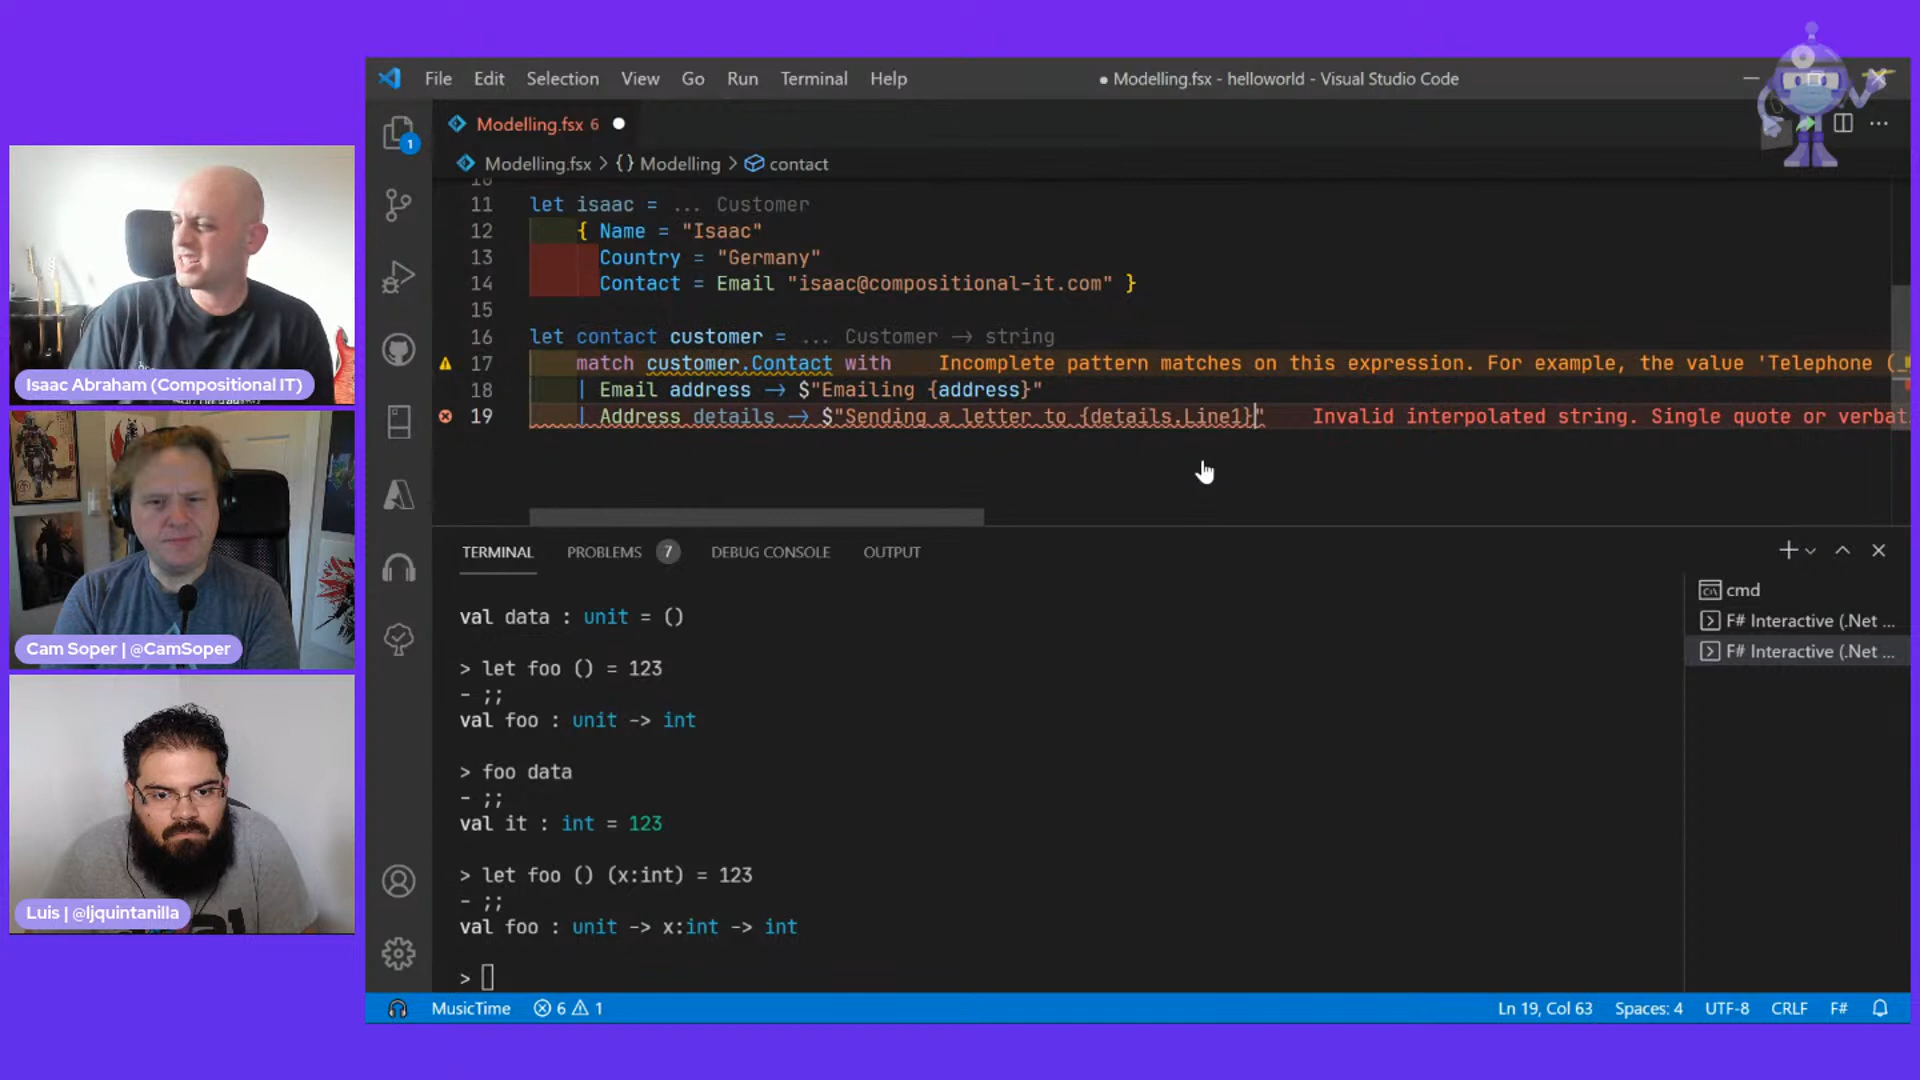 File Edit Selection View Go Run Terminal Help ● Modelling.fsx - helloworld - Visual Studio Code
Modelling.fsx 6
1
Modelling.fsx > {} Modelling > contact
10
11 let isaac = ... Customer
12 { Name = "Isaac"
13 Country = "Germany"
14 Contact = Email "isaac@compositional-it.com" }
15
16 let contact customer = ... Customer → string
17 match customer.Contact with Incomplete pattern matches on this expression. For example, the value 'Telephone (_
18 | Email address → $"Emailing {address}"
19 | Address details → $"Sending a letter to {details.Line1}" Invalid interpolated string. Single quote or verbat
TERMINAL PROBLEMS 7 DEBUG CONSOLE OUTPUT
val data : unit = ()
> let foo () = 123
- ;;
val foo : unit -> int
> foo data
- ;;
val it : int = 123
> let foo () (x:int) = 123
- ;;
val foo : unit -> x:int -> int
>
cmd
F# Interactive (.Net ...
F# Interactive (.Net ...
MusicTime 6 1 Ln 19, Col 63 Spaces: 4 UTF-8 CRLF F#
Isaac Abraham (Compositional IT)
Cam Soper | @CamSoper
Luis | @ljquintanilla